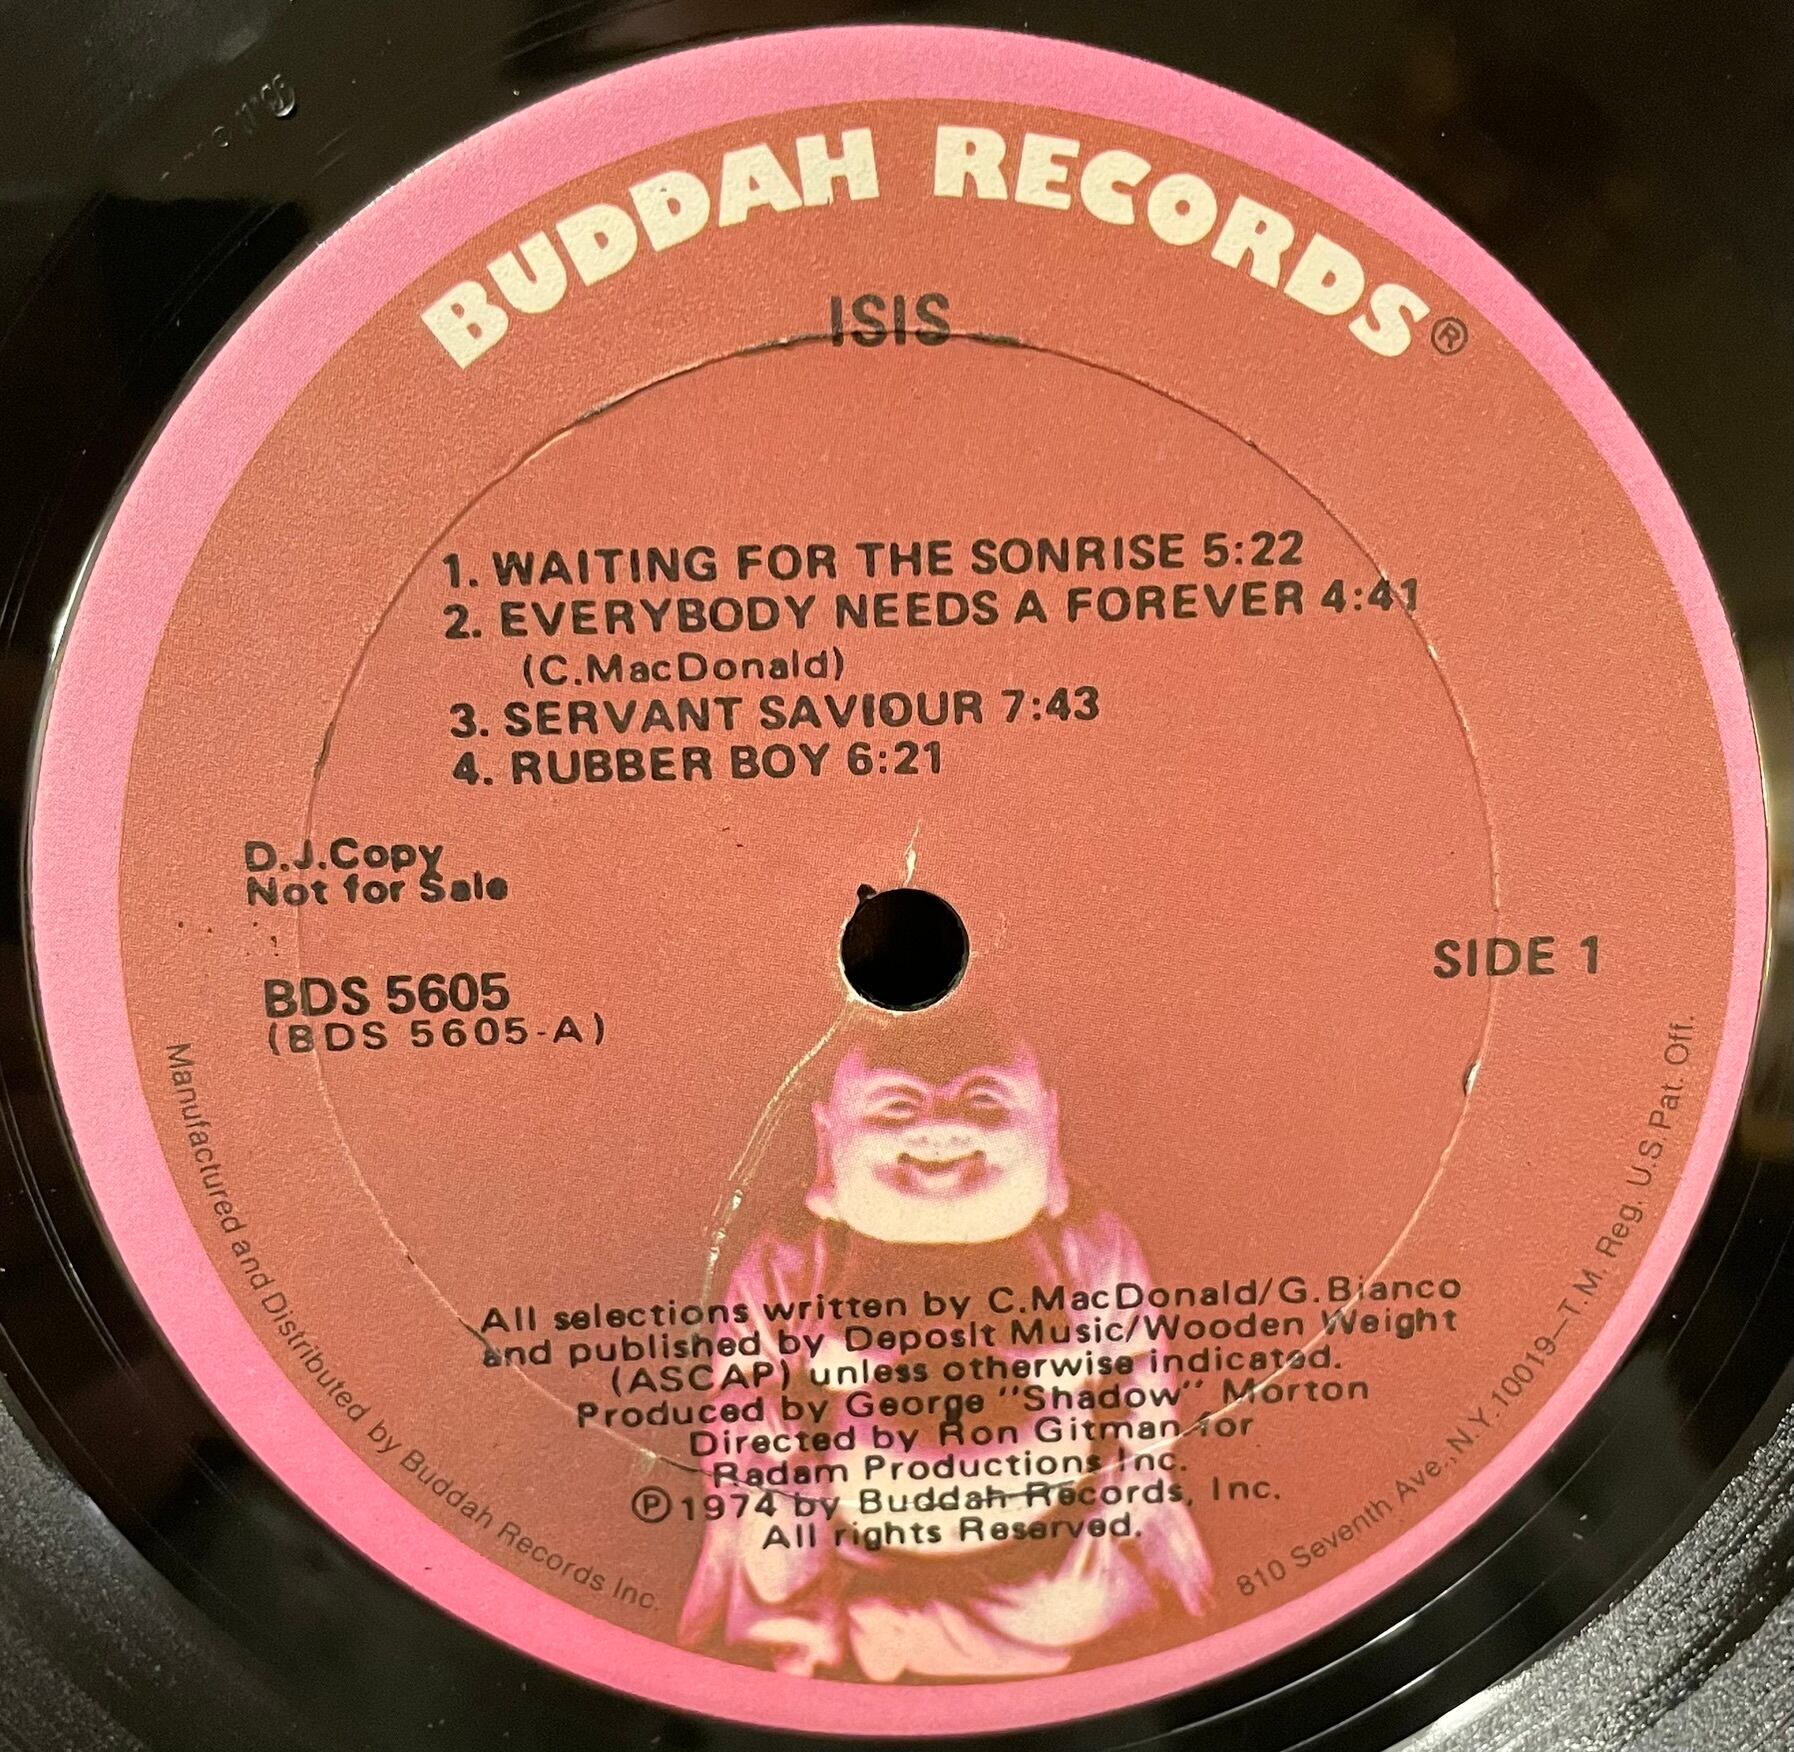 BUDDAH RECORDS®
ISIS
1. WAITING FOR THE SONRISE 5:22
2. EVERYBODY NEEDS A FOREVER 4:41
(C.MacDonald)
3. SERVANT SAVIOUR 7:43
4. RUBBER BOY 6:21
D.J.Copy
Not for Sale
BDS 5605
(BDS 5605-A)
SIDE 1
All selections written by C.MacDonald/G.Bianco
and published by Deposit Music/Wooden Weight
(ASCAP) unless otherwise indicated.
Produced by George "Shadow" Morton
Directed by Ron Gitman for
Radam Productions Inc.
℗1974 by Buddah Records, Inc.
All rights Reserved.
Manufactured and Distributed by Buddah Records Inc. 810 Seventh Ave., N.Y. 10019—T.M. Reg. U.S. Pat. Off.